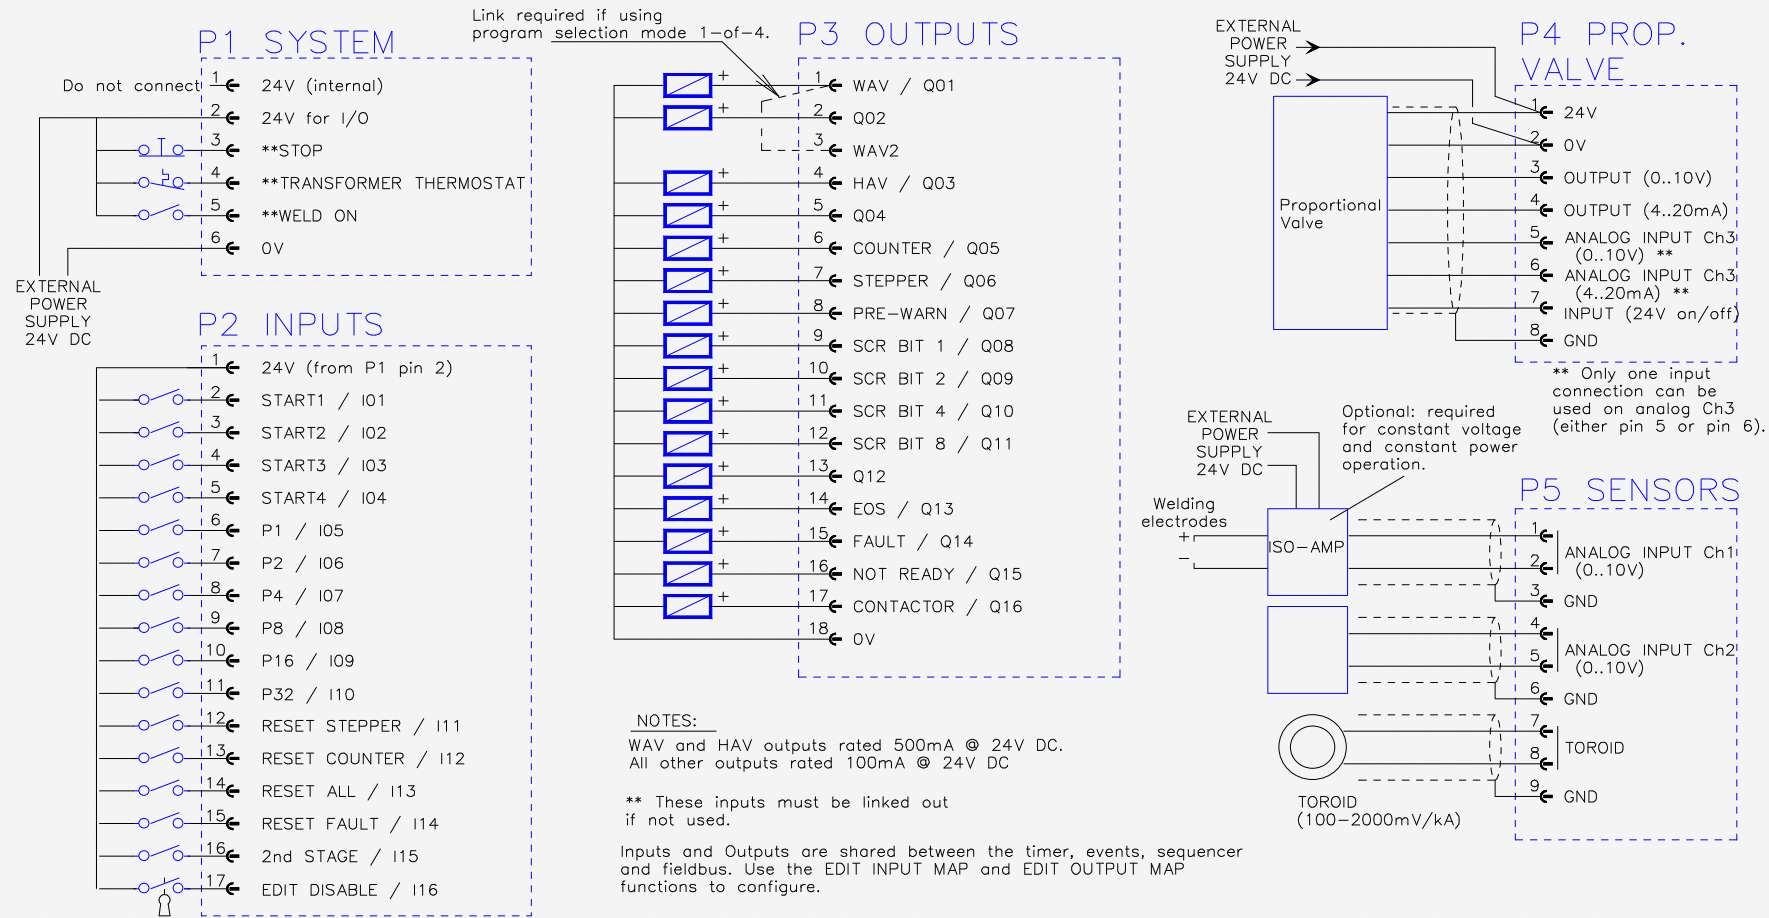 P1 SYSTEM
Do not connect
1 24V (internal)
2 24V for I/O
3 **STOP
4 **TRANSFORMER THERMOSTAT
5 **WELD ON
6 0V
EXTERNAL
POWER
SUPPLY
24V DC
P2 INPUTS
1 24V (from P1 pin 2)
2 START1 / I01
3 START2 / I02
4 START3 / I03
5 START4 / I04
6 P1 / I05
7 P2 / I06
8 P4 / I07
9 P8 / I08
10 P16 / I09
11 P32 / I10
12 RESET STEPPER / I11
13 RESET COUNTER / I12
14 RESET ALL / I13
15 RESET FAULT / I14
16 2nd STAGE / I15
17 EDIT DISABLE / I16
Link required if using
program selection mode 1-of-4.
P3 OUTPUTS
+ 1 WAV / Q01
+ 2 Q02
3 WAV2
+ 4 HAV / Q03
+ 5 Q04
+ 6 COUNTER / Q05
+ 7 STEPPER / Q06
+ 8 PRE-WARN / Q07
+ 9 SCR BIT 1 / Q08
+ 10 SCR BIT 2 / Q09
+ 11 SCR BIT 4 / Q10
+ 12 SCR BIT 8 / Q11
+ 13 Q12
+ 14 EOS / Q13
+ 15 FAULT / Q14
+ 16 NOT READY / Q15
+ 17 CONTACTOR / Q16
18 0V
NOTES:
WAV and HAV outputs rated 500mA @ 24V DC.
All other outputs rated 100mA @ 24V DC
** These inputs must be linked out
if not used.
Inputs and Outputs are shared between the timer, events, sequencer
and fieldbus. Use the EDIT INPUT MAP and EDIT OUTPUT MAP
functions to configure.
EXTERNAL
POWER
SUPPLY
24V DC
P4 PROP.
VALVE
Proportional
Valve
1 24V
2 0V
3 OUTPUT (0..10V)
4 OUTPUT (4..20mA)
5 ANALOG INPUT Ch3
(0..10V) **
6 ANALOG INPUT Ch3
(4..20mA) **
7 INPUT (24V on/off)
8 GND
** Only one input
connection can be
used on analog Ch3
(either pin 5 or pin 6).
EXTERNAL
POWER
SUPPLY
24V DC
Optional: required
for constant voltage
and constant power
operation.
Welding
electrodes
+
-
ISO-AMP
P5 SENSORS
1
ANALOG INPUT Ch1
2 (0..10V)
3 GND
4
ANALOG INPUT Ch2
5 (0..10V)
6 GND
7
TOROID
8
9 GND
TOROID
(100-2000mV/kA)